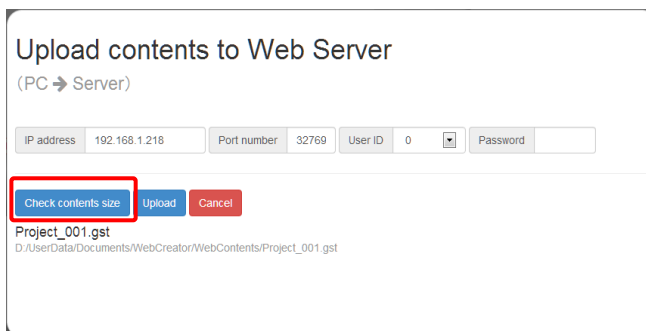 Upload contents to Web Server
(PC ➔ Server)
IP address 192.168.1.218 Port number 32769 User ID 0 Password
Check contents size Upload Cancel
Project_001.gst
D:/UserData/Documents/WebCreator/WebContents/Project_001.gst